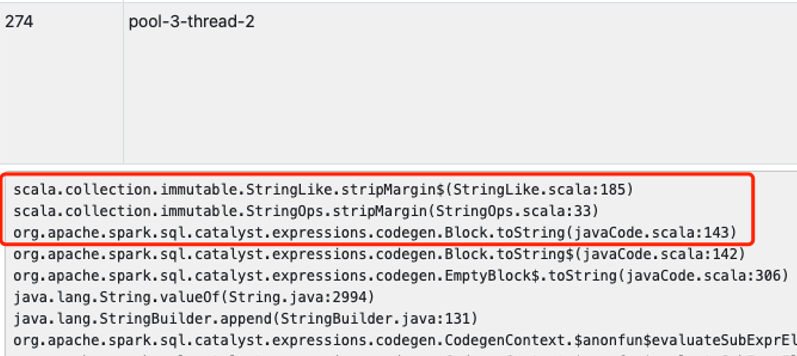 274 pool-3-thread-2
scala.collection.immutable.StringLike.stripMargin$(StringLike.scala:185)
scala.collection.immutable.StringOps.stripMargin(StringOps.scala:33)
org.apache.spark.sql.catalyst.expressions.codegen.Block.toString(javaCode.scala:143)
org.apache.spark.sql.catalyst.expressions.codegen.Block.toString$(javaCode.scala:142)
org.apache.spark.sql.catalyst.expressions.codegen.EmptyBlock$.toString(javaCode.scala:306)
java.lang.String.valueOf(String.java:2994)
java.lang.StringBuilder.append(StringBuilder.java:131)
org.apache.spark.sql.catalyst.expressions.codegen.CodegenContext.$anonfun$evaluateSubExprEl